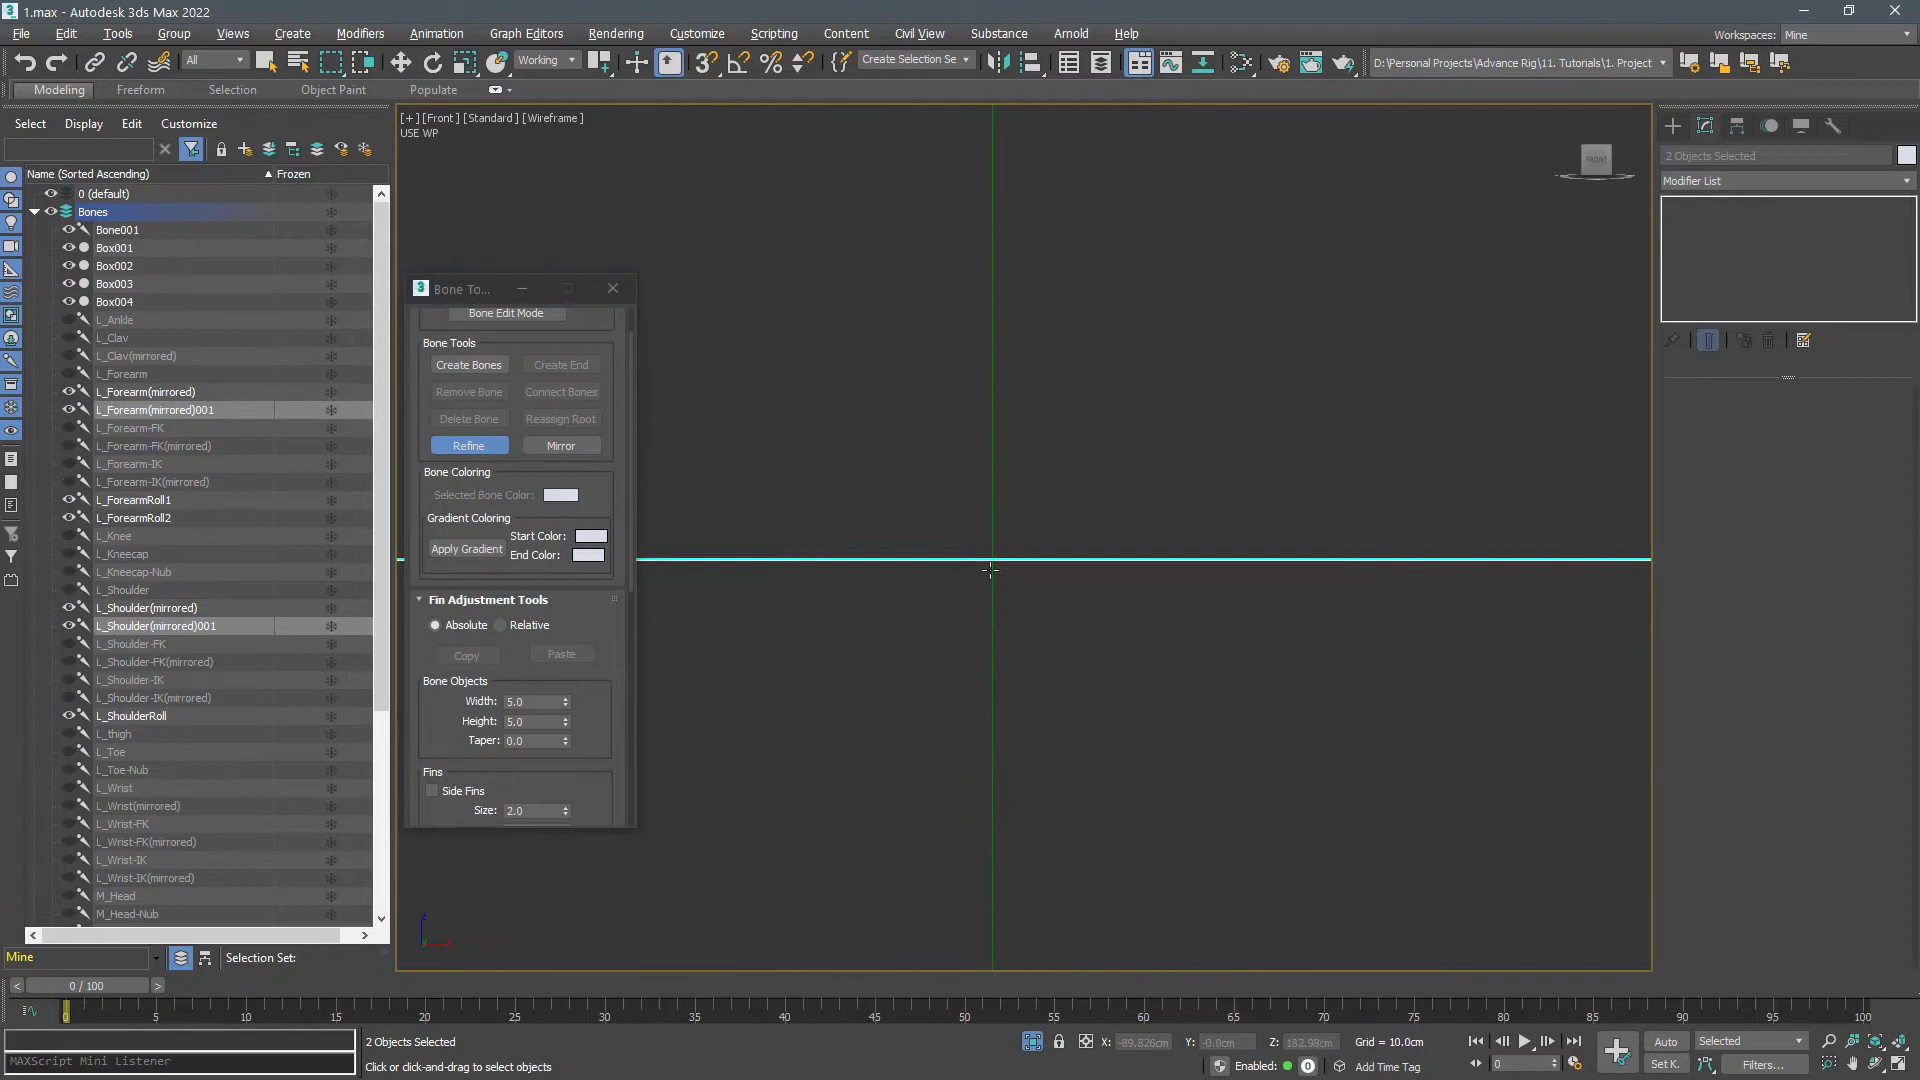 1.max - Autodesk 3ds Max 2022
File Edit Tools Group Views Create Modifiers Animation Graph Editors Rendering Customize Scripting Content Civil View Substance Arnold Help Workspaces: Mine
All Working Create Selection Se D:\Personal Projects\Advance Rig\11. Tutorials\1. Project
Modeling Freeform Selection Object Paint Populate
Select Display Edit Customize
[+] [Front] [Standard] [Wireframe]
USE WP
FRONT
2 Objects Selected
Modifier List
Name (Sorted Ascending) Frozen
0 (default)
Bones
Bone001
Box001
Box002
Box003
Box004
L_Ankle
L_Clav
L_Clav(mirrored)
L_Forearm
L_Forearm(mirrored)
L_Forearm(mirrored)001
L_Forearm-FK
L_Forearm-FK(mirrored)
L_Forearm-IK
L_Forearm-IK(mirrored)
L_ForearmRoll1
L_ForearmRoll2
L_Knee
L_Kneecap
L_Kneecap-Nub
L_Shoulder
L_Shoulder(mirrored)
L_Shoulder(mirrored)001
L_Shoulder-FK
L_Shoulder-FK(mirrored)
L_Shoulder-IK
L_Shoulder-IK(mirrored)
L_ShoulderRoll
L_thigh
L_Toe
L_Toe-Nub
L_Wrist
L_Wrist(mirrored)
L_Wrist-FK
L_Wrist-FK(mirrored)
L_Wrist-IK
L_Wrist-IK(mirrored)
M_Head
M_Head-Nub
3 Bone To...
Bone Edit Mode
Bone Tools
Create Bones Create End
Remove Bone Connect Bones
Delete Bone Reassign Root
Refine Mirror
Bone Coloring
Selected Bone Color:
Gradient Coloring
Start Color:
Apply Gradient
End Color:
Fin Adjustment Tools
Absolute Relative
Copy Paste
Bone Objects
Width: 5.0
Height: 5.0
Taper: 0.0
Fins
Side Fins
Size: 2.0
z
x
y
Mine Selection Set:
< 0 / 100 >
0 5 10 15 20 25 30 35 40 45 50 55 60 65 70 75 80 85 90 95 100
2 Objects Selected X: -89.826cm Y: -0.0cm Z: 182.98cm Grid = 10.0cm Auto Selected
MAXScript Mini Listener
Click or click-and-drag to select objects Enabled: 0 Add Time Tag 0 Set K. Filters...